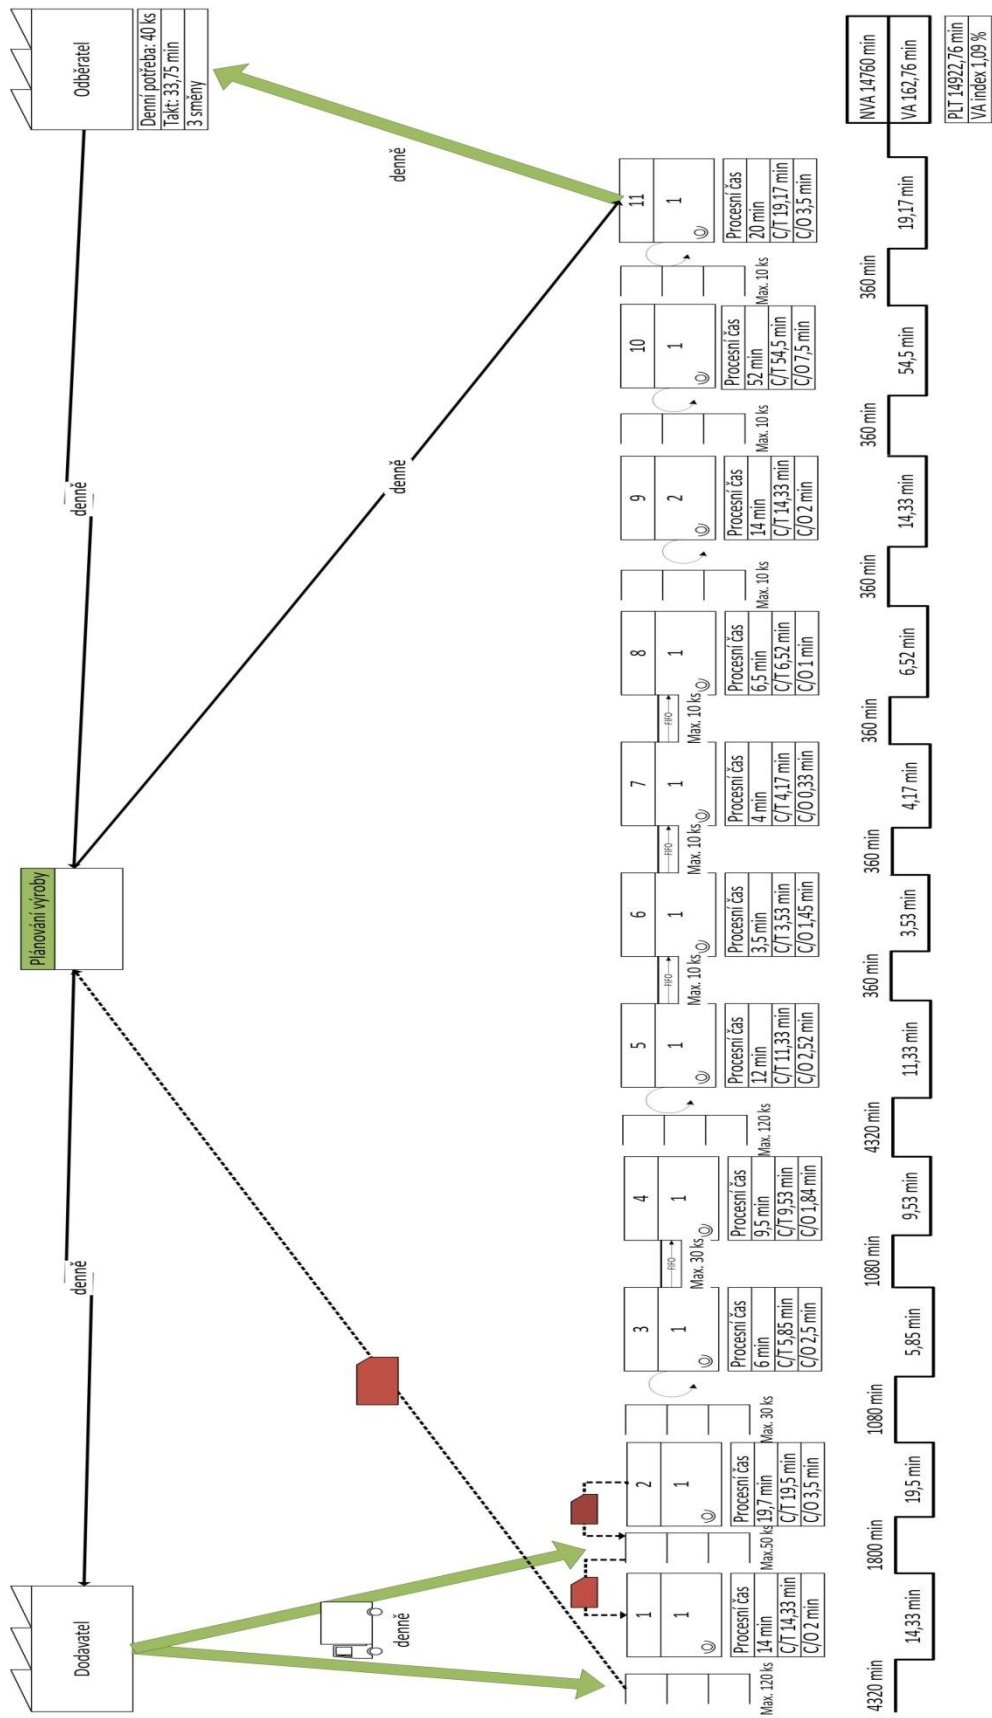 Dodavatel
Plánování výroby
Odběratel
Denní potřeba: 40 ks
Takt: 33,75 min
3 směny
denně
denně
denně
denně
denně
Max. 120 ks
1
1
Procesní čas
14 min
C/T 14,33 min
C/O 2 min
Max.50 ks
2
1
Procesní čas
19,7 min
C/T 19,5 min
C/O 3,5 min
Max. 30 ks
3
1
Procesní čas
6 min
C/T 5,85 min
C/O 2,5 min
FIFO
Max. 30 ks
4
1
Procesní čas
9,5 min
C/T 9,53 min
C/O 1,84 min
Max. 120 ks
5
1
Procesní čas
12 min
C/T 11,33 min
C/O 2,52 min
FIFO
Max. 10 ks
6
1
Procesní čas
3,5 min
C/T 3,53 min
C/O 1,45 min
FIFO
Max. 10 ks
7
1
Procesní čas
4 min
C/T 4,17 min
C/O 0,33 min
FIFO
Max. 10 ks
8
1
Procesní čas
6,5 min
C/T 6,52 min
C/O 1 min
Max. 10 ks
9
2
Procesní čas
14 min
C/T 14,33 min
C/O 2 min
Max. 10 ks
10
1
Procesní čas
52 min
C/T 54,5 min
C/O 7,5 min
Max. 10 ks
11
1
Procesní čas
20 min
C/T 19,17 min
C/O 3,5 min
4320 min
14,33 min
1800 min
19,5 min
1080 min
5,85 min
1080 min
9,53 min
4320 min
11,33 min
360 min
3,53 min
360 min
4,17 min
360 min
6,52 min
360 min
14,33 min
360 min
54,5 min
360 min
19,17 min
NVA 14760 min
VA 162,76 min
PLT 14922,76 min
VA index 1,09 %